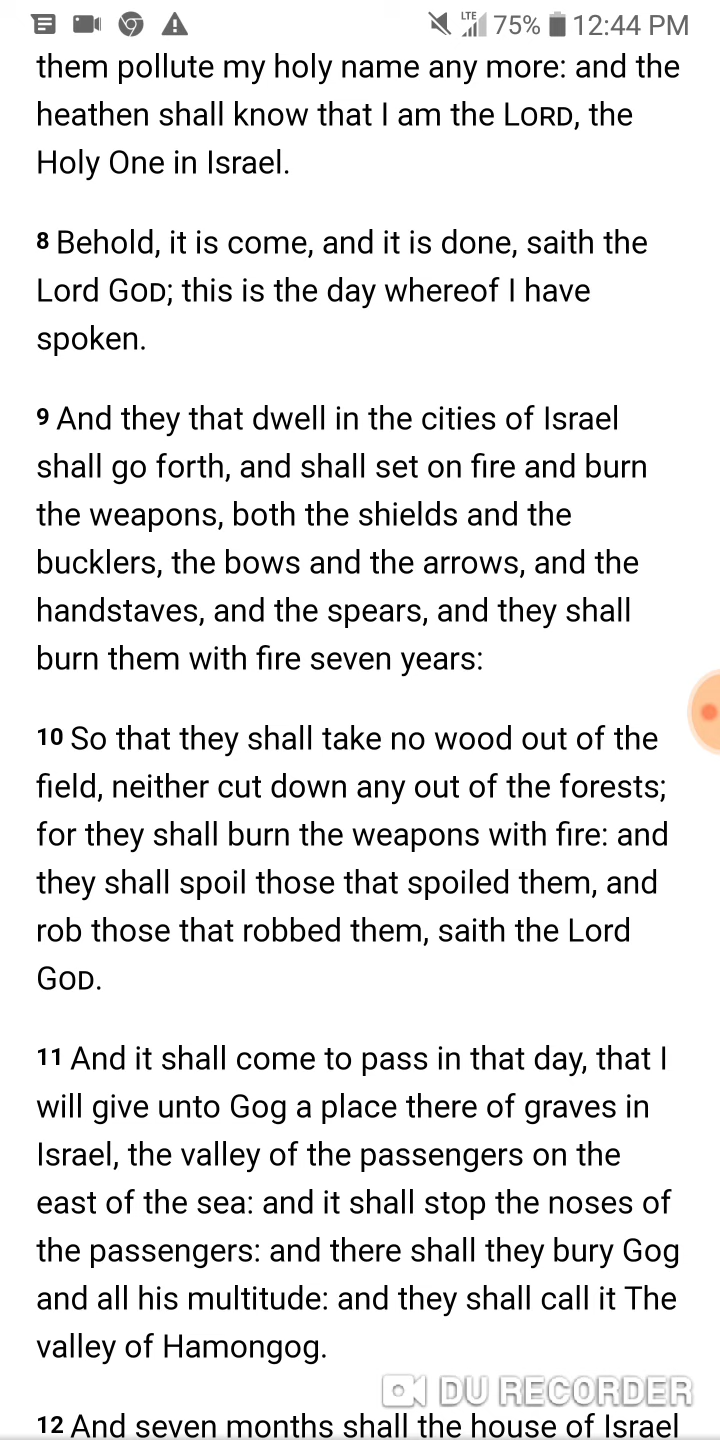 LTE 75% 12:44 PM
them pollute my holy name any more: and the
heathen shall know that I am the LORD, the
Holy One in Israel.
8 Behold, it is come, and it is done, saith the
Lord GOD; this is the day whereof I have
spoken.
9 And they that dwell in the cities of Israel
shall go forth, and shall set on fire and burn
the weapons, both the shields and the
bucklers, the bows and the arrows, and the
handstaves, and the spears, and they shall
burn them with fire seven years:
10 So that they shall take no wood out of the
field, neither cut down any out of the forests;
for they shall burn the weapons with fire: and
they shall spoil those that spoiled them, and
rob those that robbed them, saith the Lord
GOD.
11 And it shall come to pass in that day, that I
will give unto Gog a place there of graves in
Israel, the valley of the passengers on the
east of the sea: and it shall stop the noses of
the passengers: and there shall they bury Gog
and all his multitude: and they shall call it The
valley of Hamongog.
DU RECORDER
12 And seven months shall the house of Israel